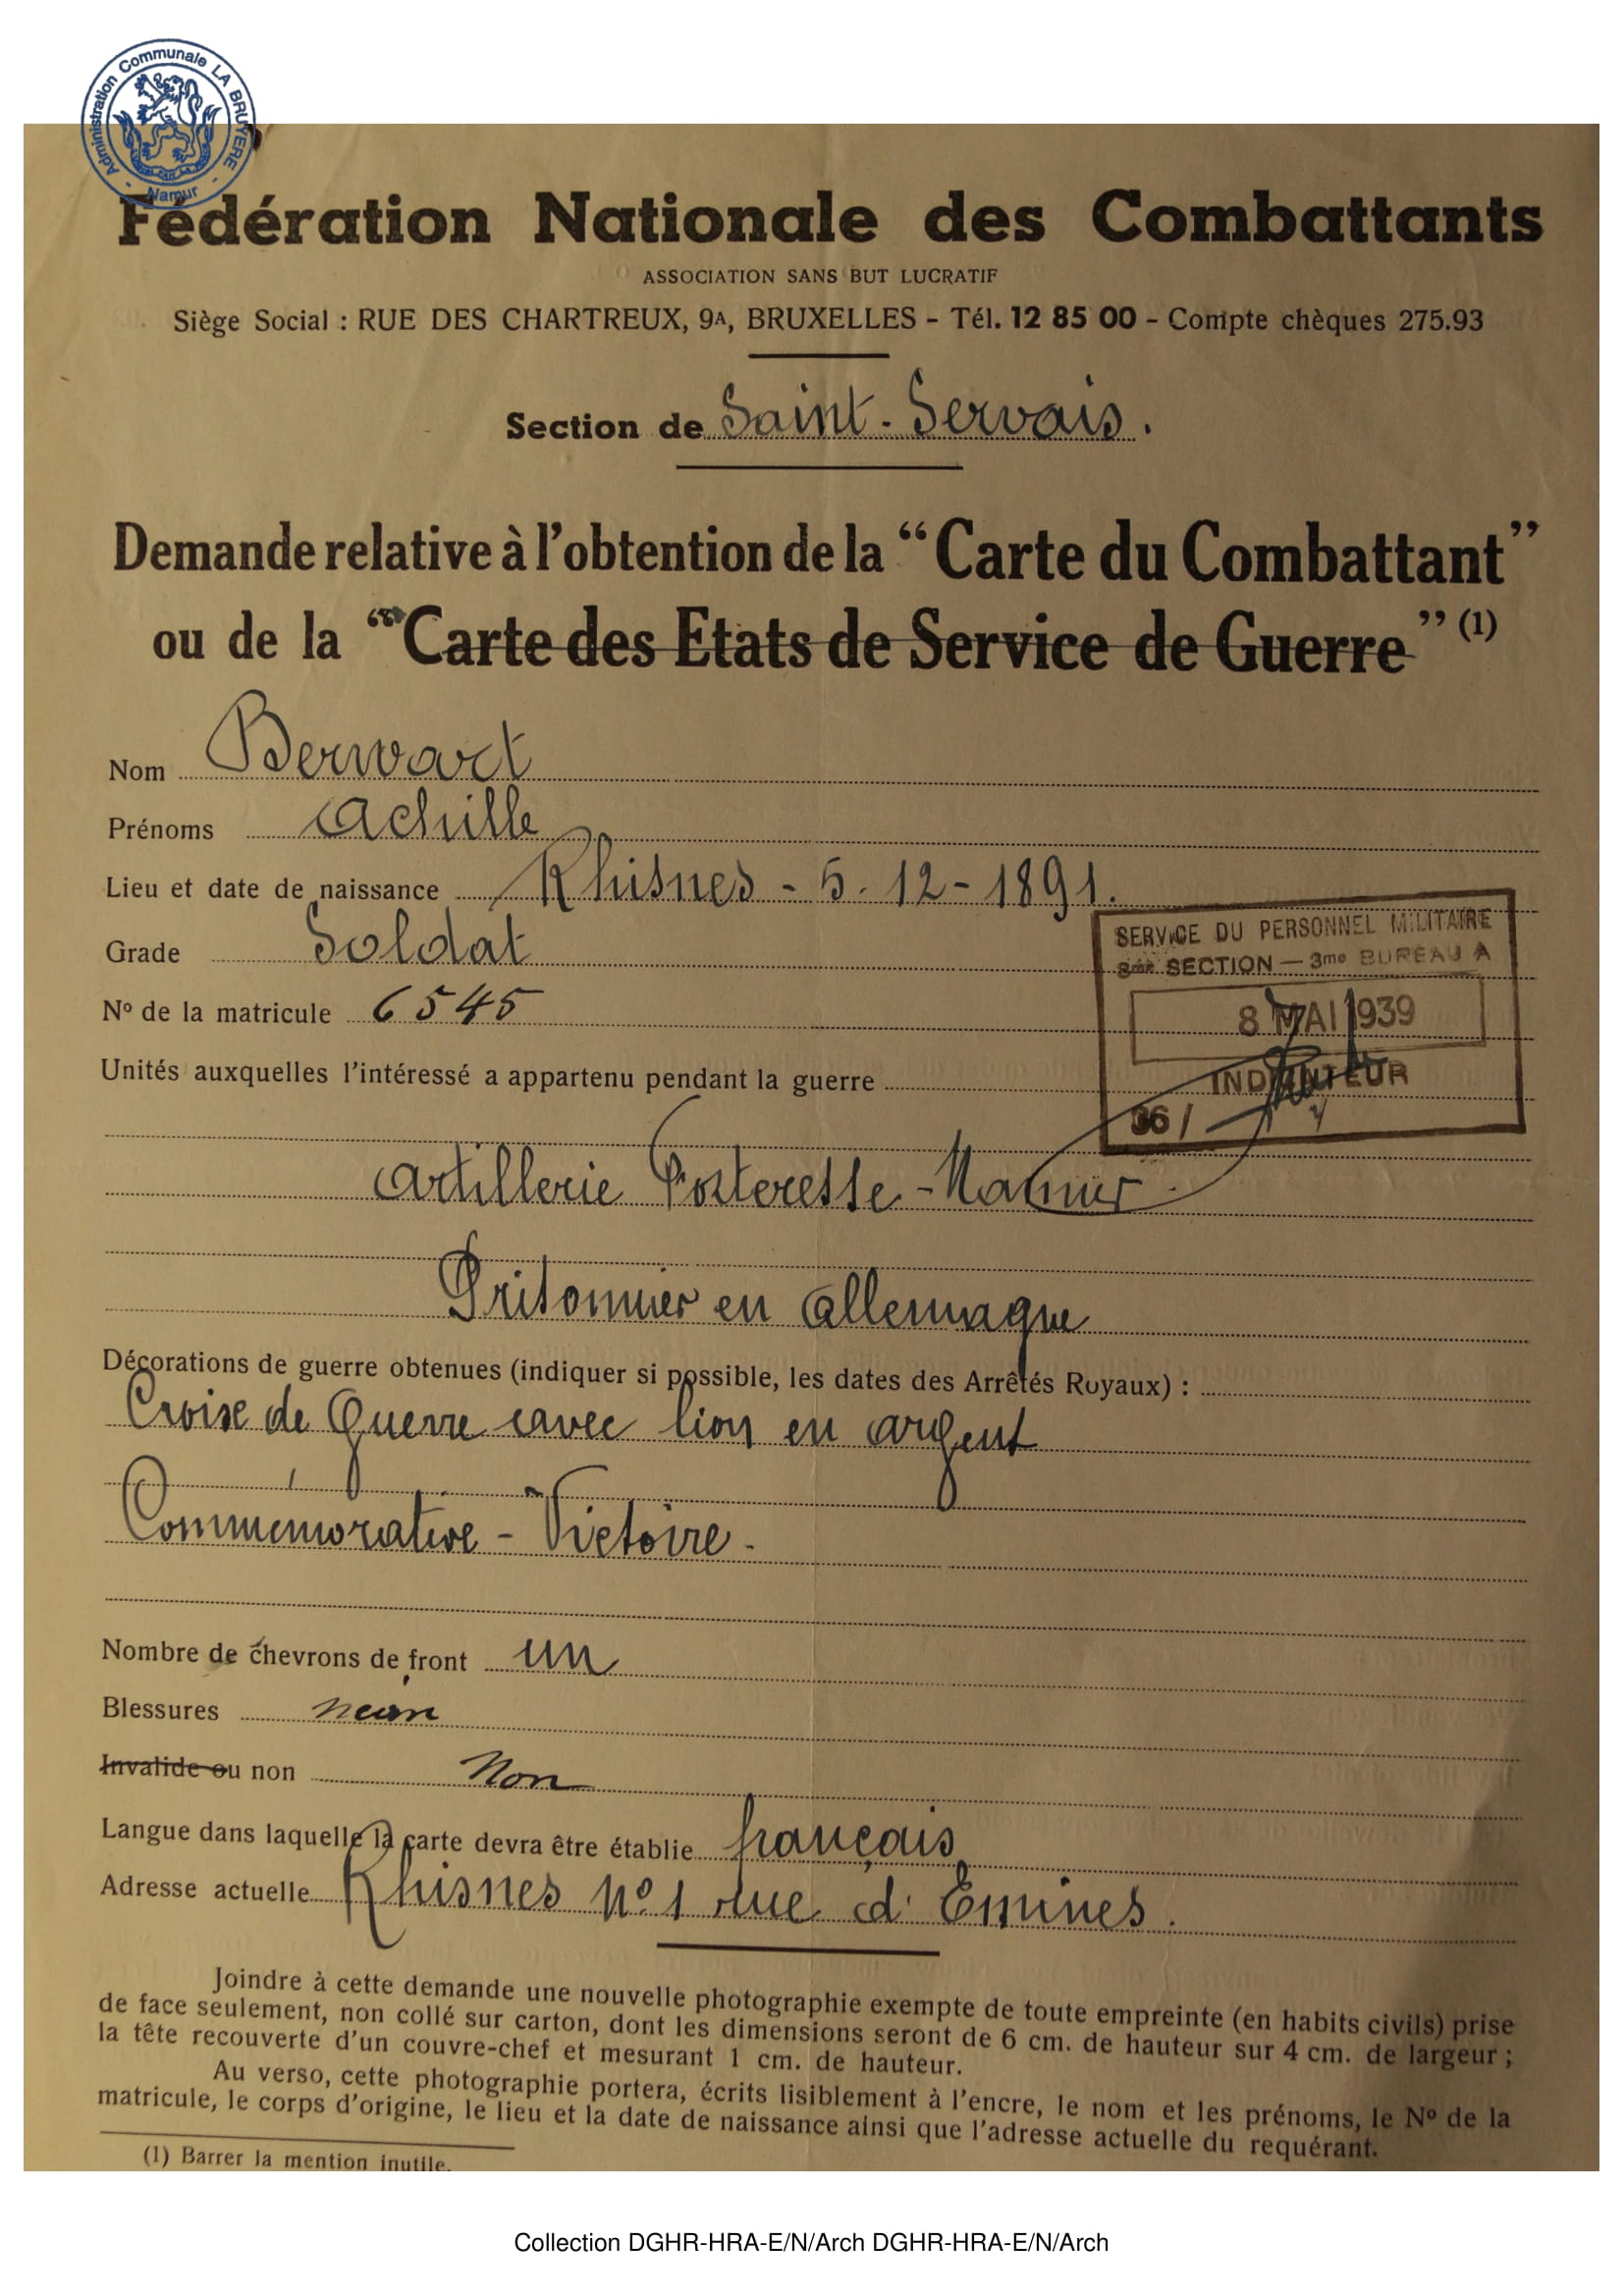 Administration Communale LA BRUYERE
- Namur -
Fédération Nationale des Combattants
ASSOCIATION SANS BUT LUCRATIF
Siège Social : RUE DES CHARTREUX, 9A, BRUXELLES - Tél. 12 85 00 - Compte chèques 275.93
Section de Saint-Servais.
Demande relative à l'obtention de la “Carte du Combattant”
ou de la “Carte des Etats de Service de Guerre” (1)
Nom Berwart
Prénoms Achille
Lieu et date de naissance Rhisnes - 5. 12 - 1891.
Grade Soldat
SERVICE DU PERSONNEL MILITAIRE
SECTION — 3me BUREAU A
Nº de la matricule 6545
8 MAI 1939
Unités auxquelles l'intéressé a appartenu pendant la guerre
36 /
Artillerie Forteresse - Namur.
Prisonnier en Allemagne
Décorations de guerre obtenues (indiquer si possible, les dates des Arrêtés Royaux) :
Croise de Guerre avec lion en argent
Commémorative - Victoire.
Nombre de chevrons de front un
Blessures
Invalide ou non Non
Langue dans laquelle la carte devra être établie français
Adresse actuelle Rhisnes Nº 1 rue d'Emines.
Joindre à cette demande une nouvelle photographie exempte de toute empreinte (en habits civils) prise
de face seulement, non collé sur carton, dont les dimensions seront de 6 cm. de hauteur sur 4 cm. de largeur ;
la tête recouverte d'un couvre-chef et mesurant 1 cm. de hauteur.
Au verso, cette photographie portera, écrits lisiblement à l'encre, le nom et les prénoms, le Nº de la
matricule, le corps d'origine, le lieu et la date de naissance ainsi que l'adresse actuelle du requérant.
(1) Barrer la mention inutile.
Collection DGHR-HRA-E/N/Arch DGHR-HRA-E/N/Arch